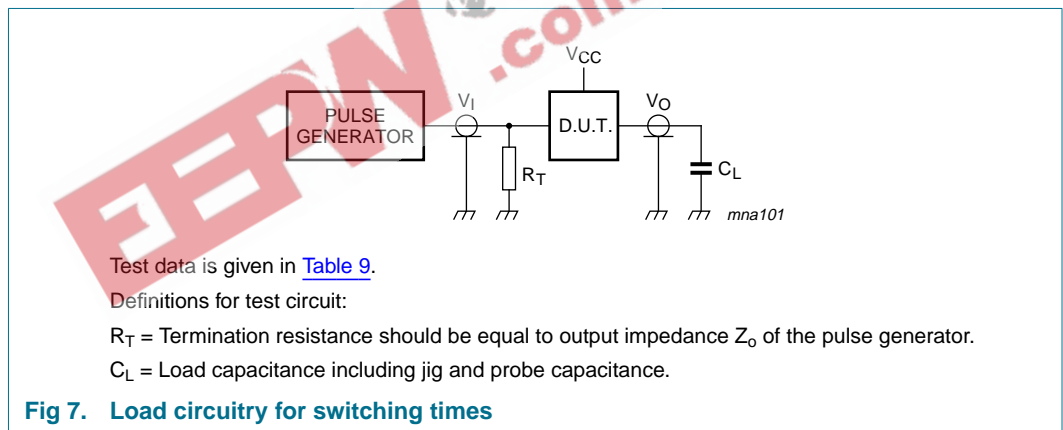 EEPW.com
VCC
PULSE
GENERATOR
VI
D.U.T.
VO
RT
CL
mna101
Test data is given in Table 9.
Definitions for test circuit:
RT = Termination resistance should be equal to output impedance Zo of the pulse generator.
CL = Load capacitance including jig and probe capacitance.
Fig 7. Load circuitry for switching times